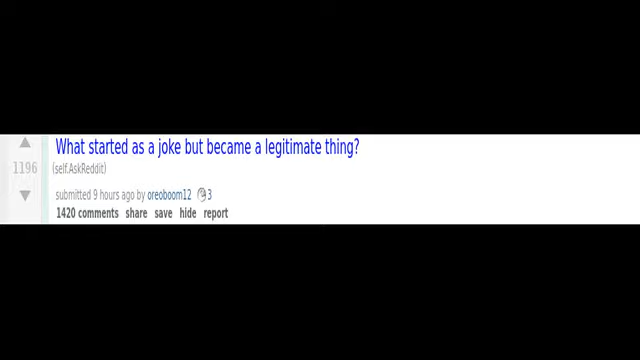 What started as a joke but became a legitimate thing?
1196
(self.AskReddit)
submitted 9 hours ago by oreoboom12 3
1420 comments share save hide report